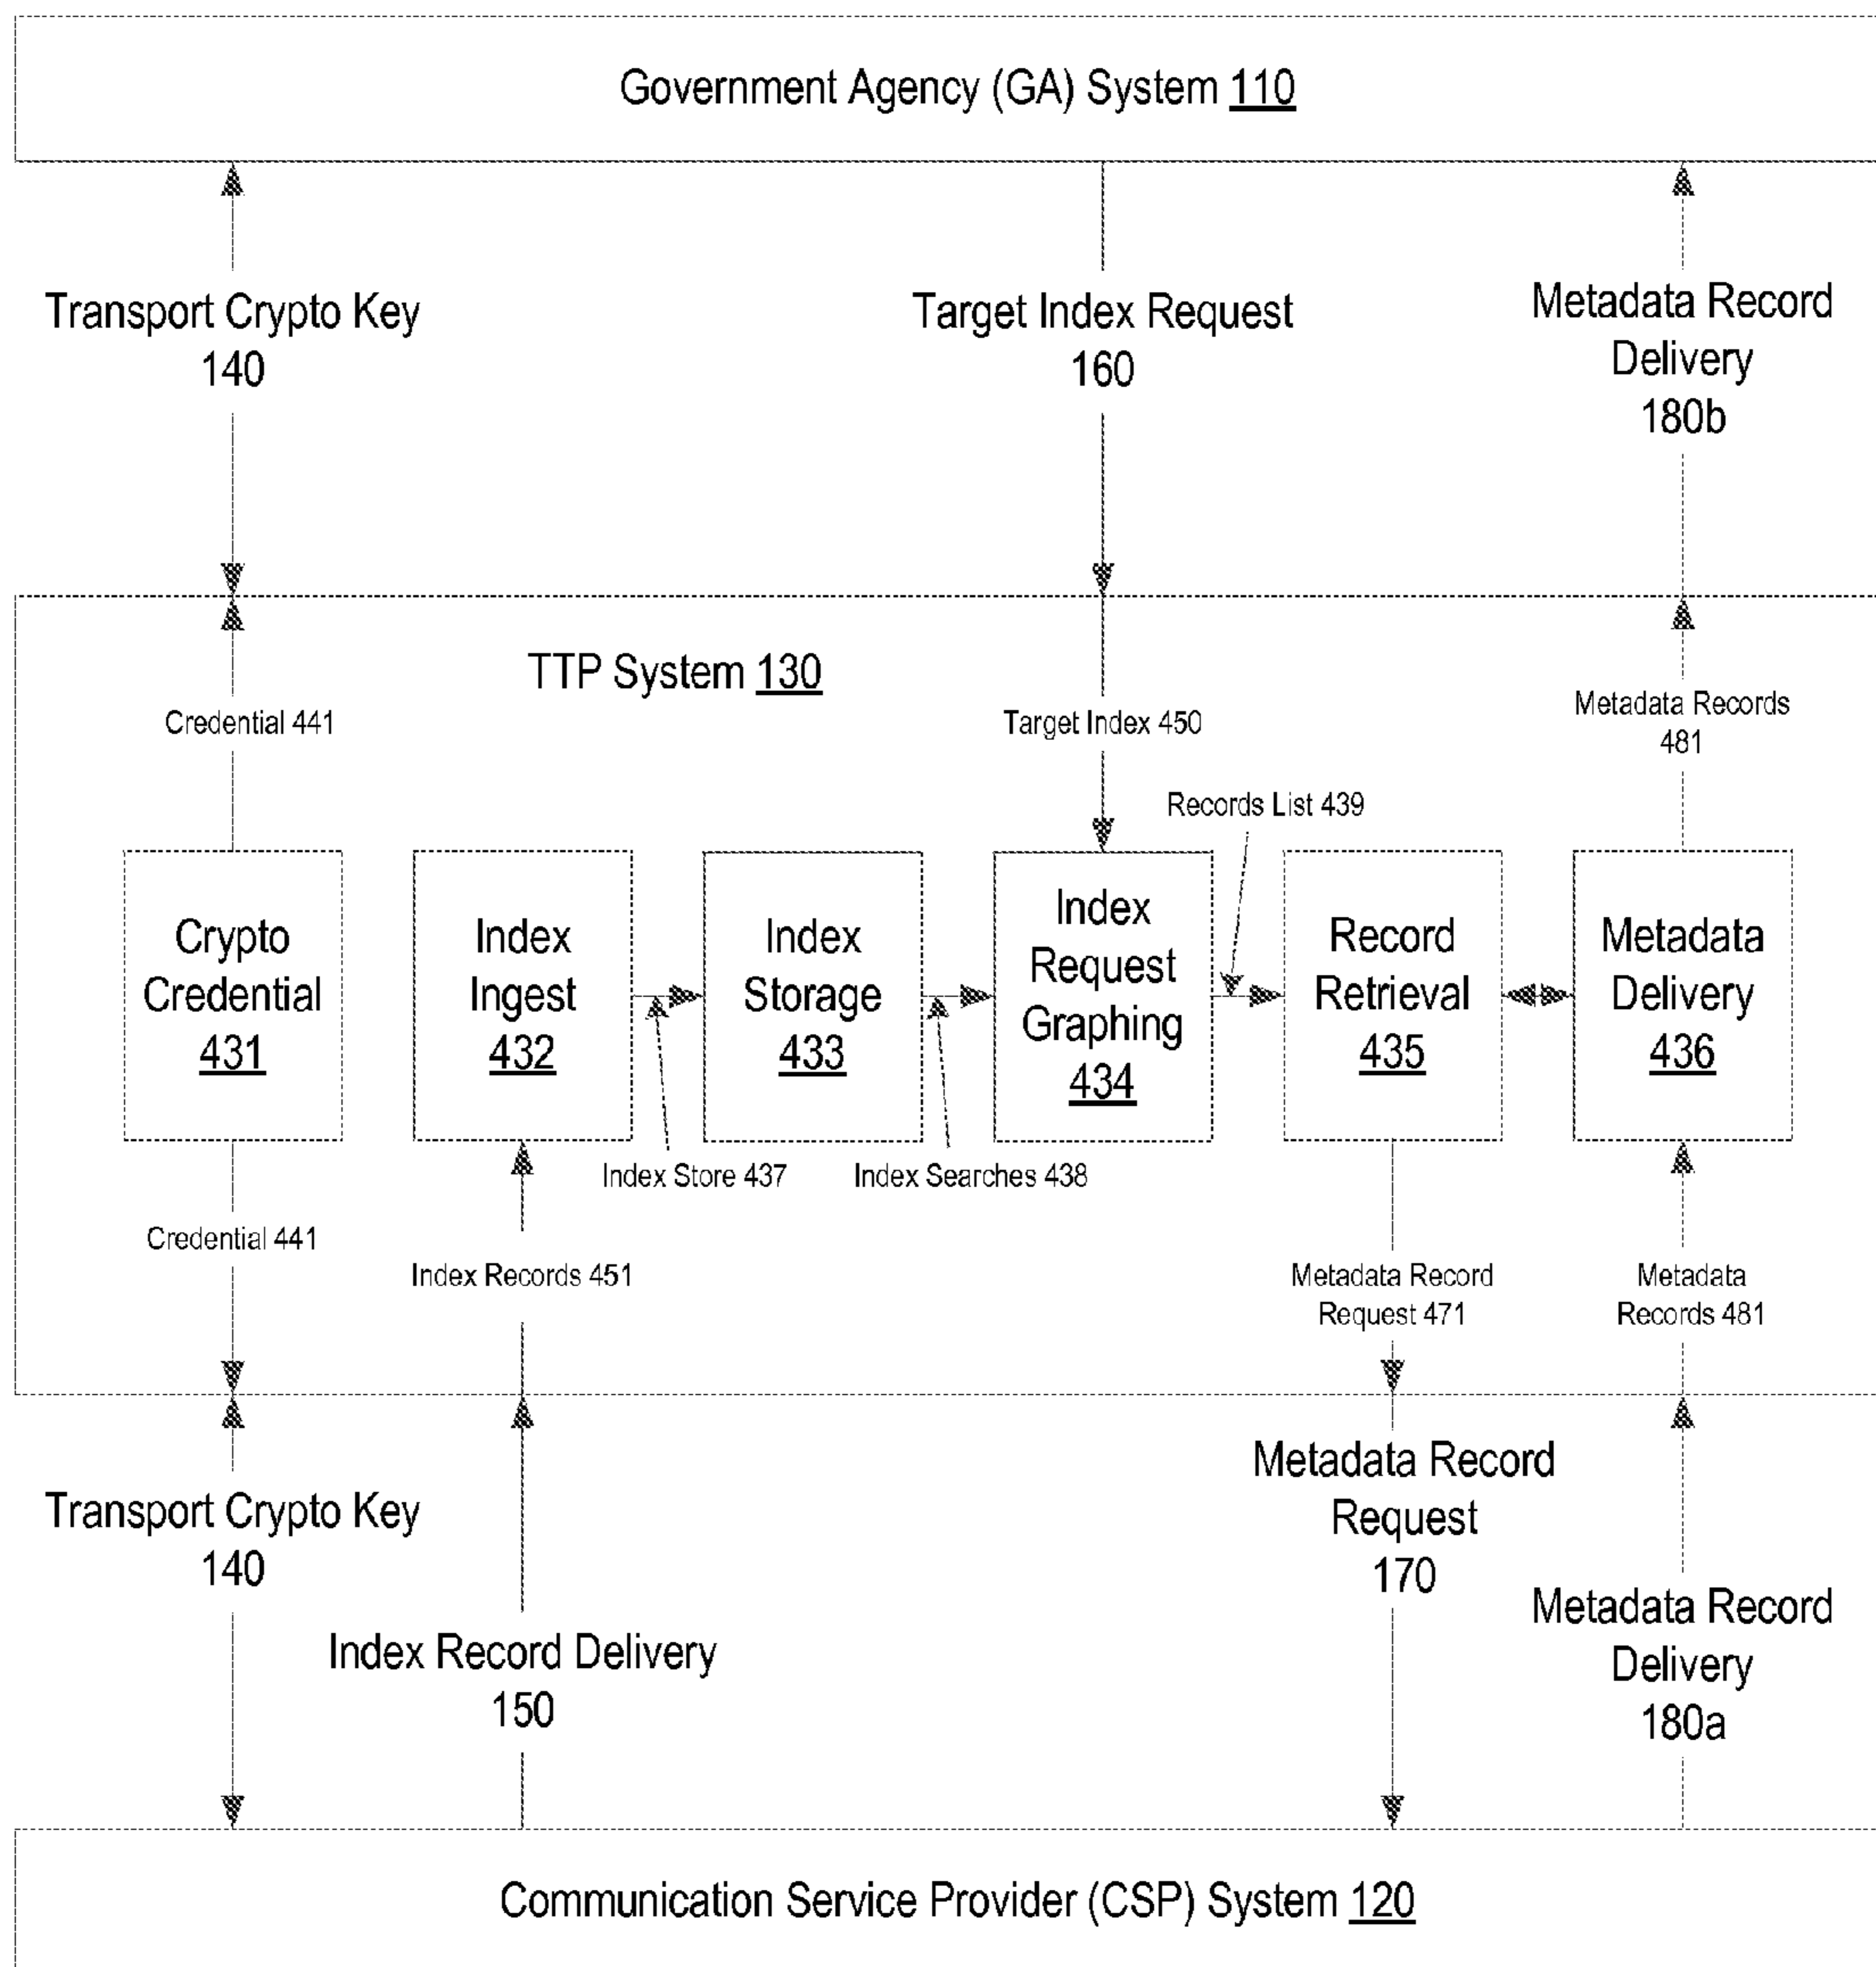 Government Agency (GA) System 110
Transport Crypto Key
140
Target Index Request
160
Metadata Record
Delivery
180b
TTP System 130
Credential 441
Target Index 450
Metadata Records
481
Records List 439
Crypto
Credential
431
Index
Ingest
432
Index
Storage
433
Index
Request
Graphing
434
Record
Retrieval
435
Metadata
Delivery
436
Index Store 437
Index Searches 438
Credential 441
Index Records 451
Metadata Record
Request 471
Metadata
Records 481
Transport Crypto Key
140
Index Record Delivery
150
Metadata Record
Request
170
Metadata Record
Delivery
180a
Communication Service Provider (CSP) System 120